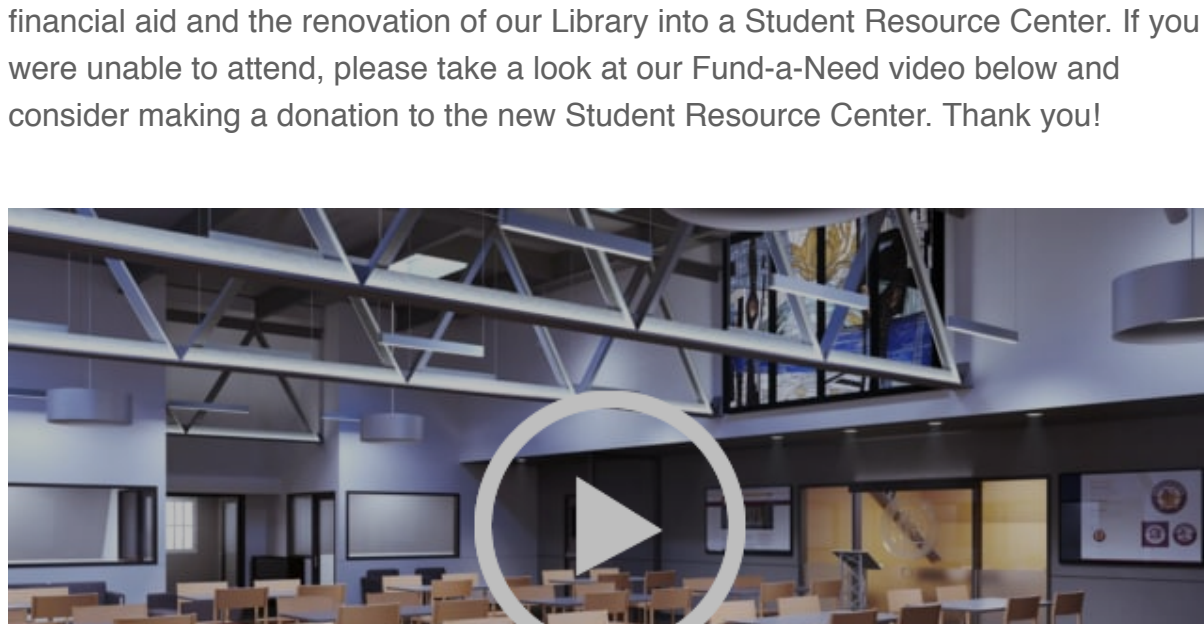 financial aid and the renovation of our Library into a Student Resource Center. If you
were unable to attend, please take a look at our Fund-a-Need video below and
consider making a donation to the new Student Resource Center. Thank you!